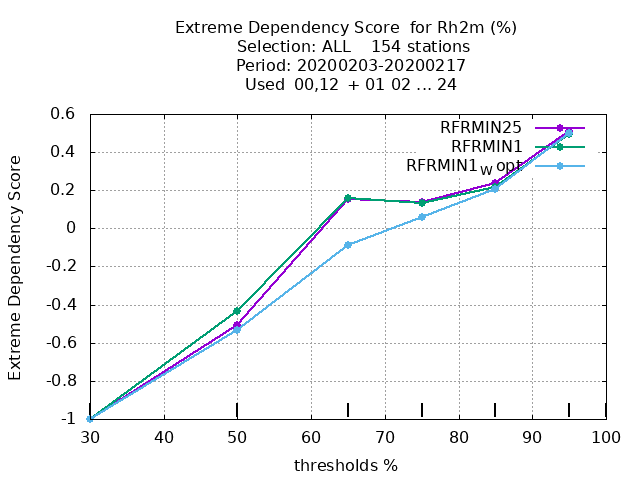 Extreme Dependency Score  for Rh2m (%)
Selection: ALL    154 stations
Period: 20200203-20200217
Used  00,12  + 01 02 ... 24
Extreme Dependency Score
0.6
0.4
0.2
0
-0.2
-0.4
-0.6
-0.8
-1
RFRMIN25
RFRMIN1
RFRMIN1W opt
30 40 50 60 70 80 90 100
thresholds %